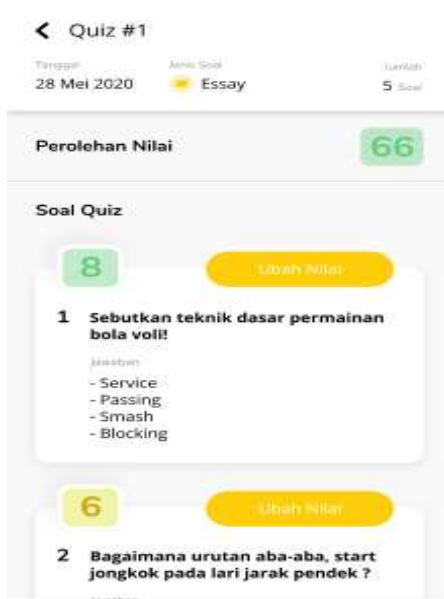 Quiz #1
Tanggal Jenis Soal Jumlah
28 Mei 2020 Essay 5 Soal
Perolehan Nilai 66
Soal Quiz
8 Ubah Nilai
1 Sebutkan teknik dasar permainan
bola voli!
Jawaban
- Service
- Passing
- Smash
- Blocking
6 Ubah Nilai
2 Bagaimana urutan aba-aba, start
jongkok pada lari jarak pendek ?